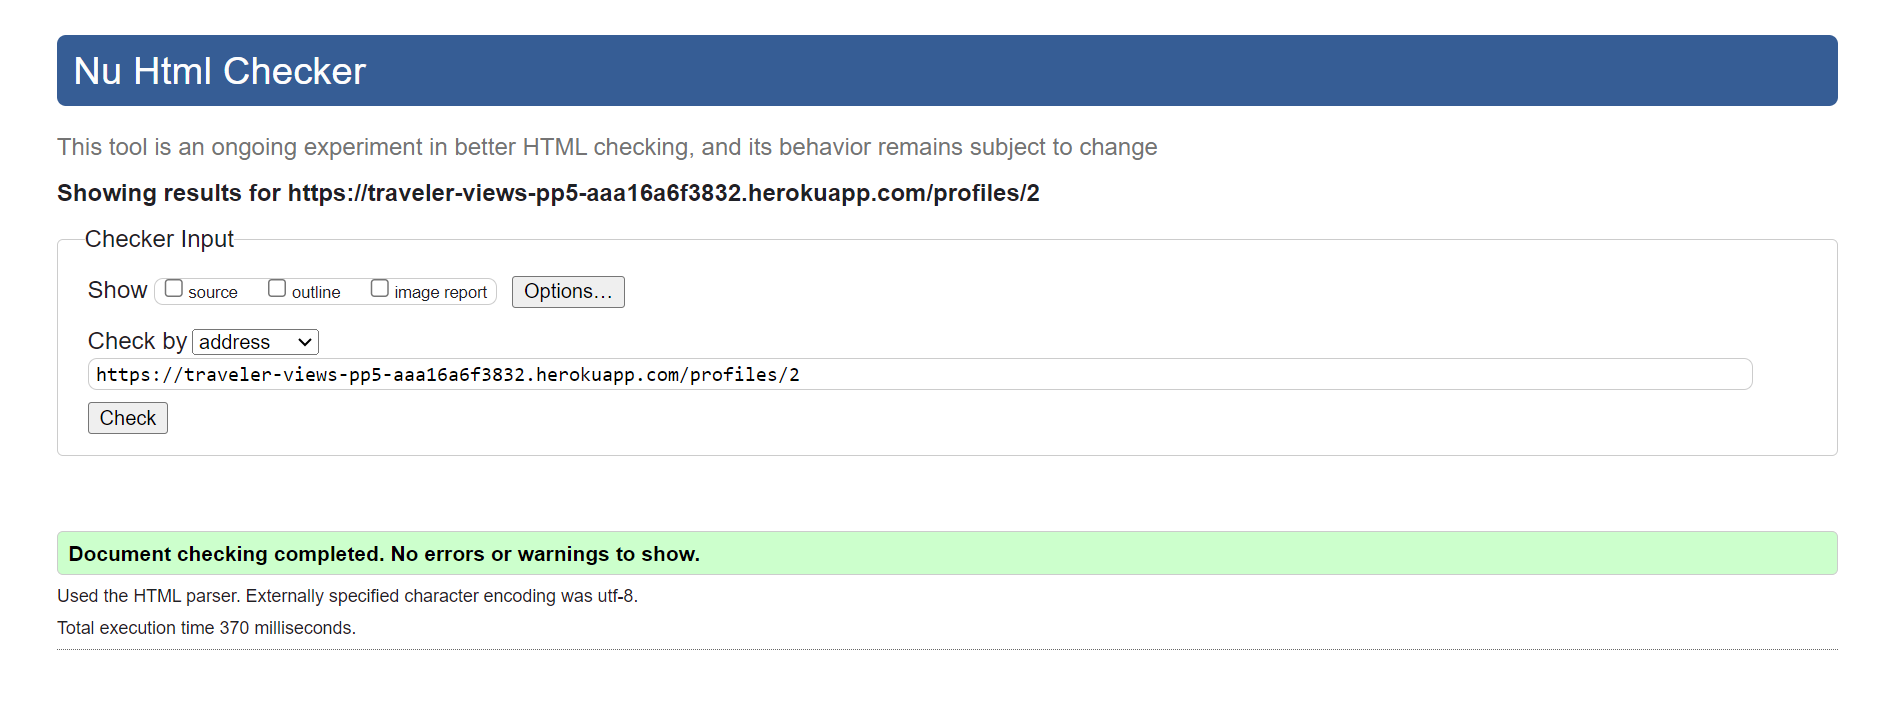 Nu Html Checker
This tool is an ongoing experiment in better HTML checking, and its behavior remains subject to change
Showing results for https://traveler-views-pp5-aaa16a6f3832.herokuapp.com/profiles/2
Checker Input
Show source outline image report Options...
Check by address
https://traveler-views-pp5-aaa16a6f3832.herokuapp.com/profiles/2
Check
Document checking completed. No errors or warnings to show.
Used the HTML parser. Externally specified character encoding was utf-8.
Total execution time 370 milliseconds.